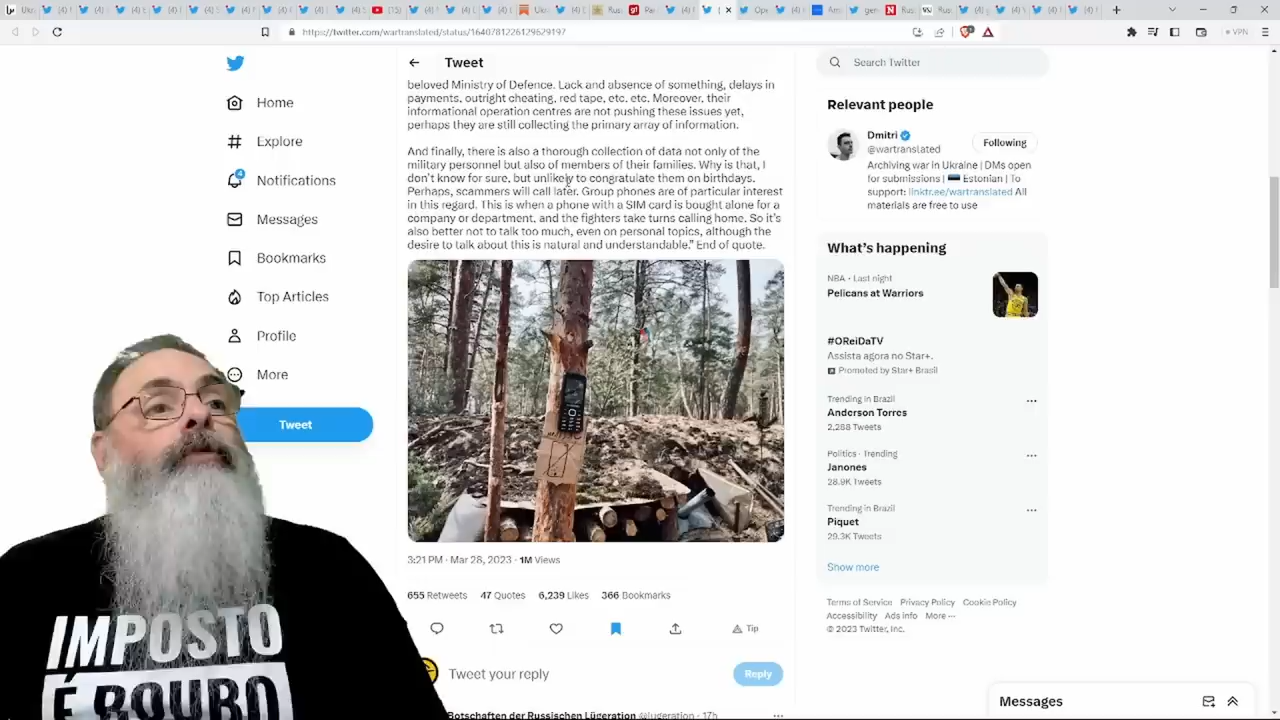 https://twitter.com/wartranslated/status/1640781226129629197
VPN
Home
Explore
4
Notifications
Messages
Bookmarks
Top Articles
Profile
More
Tweet
Tweet
beloved Ministry of Defence. Lack and absence of something, delays in
payments, outright cheating, red tape, etc. etc. Moreover, their
informational operation centres are not pushing these issues yet,
perhaps they are still collecting the primary array of information.
And finally, there is also a thorough collection of data not only of the
military personnel but also of members of their families. Why is that, I
don't know for sure, but unlikely to congratulate them on birthdays.
Perhaps, scammers will call later. Group phones are of particular interest
in this regard. This is when a phone with a SIM card is bought alone for a
company or department, and the fighters take turns calling home. So it's
also better not to talk too much, even on personal topics, although the
desire to talk about this is natural and understandable." End of quote.
3:21 PM · Mar 28, 2023 · 1M Views
655 Retweets 47 Quotes 6,239 Likes 366 Bookmarks
Tip
Tweet your reply
Reply
Botschaften der Russischen Lügeration @lugeration · 17h
Search Twitter
Relevant people
Dmitri
@wartranslated
Following
Archiving war in Ukraine | DMs open
for submissions | Estonian | To
support: linktr.ee/wartranslated All
materials are free to use
What's happening
NBA · Last night
Pelicans at Warriors
#OReiDaTV
Assista agora no Star+.
Promoted by Star+ Brasil
Trending in Brazil
Anderson Torres
2,288 Tweets
Politics · Trending
Janones
28.9K Tweets
Trending in Brazil
Piquet
29.3K Tweets
Show more
Terms of Service Privacy Policy Cookie Policy
Accessibility Ads info More ...
© 2023 Twitter, Inc.
Messages
IMPOSTO
É ROUBO